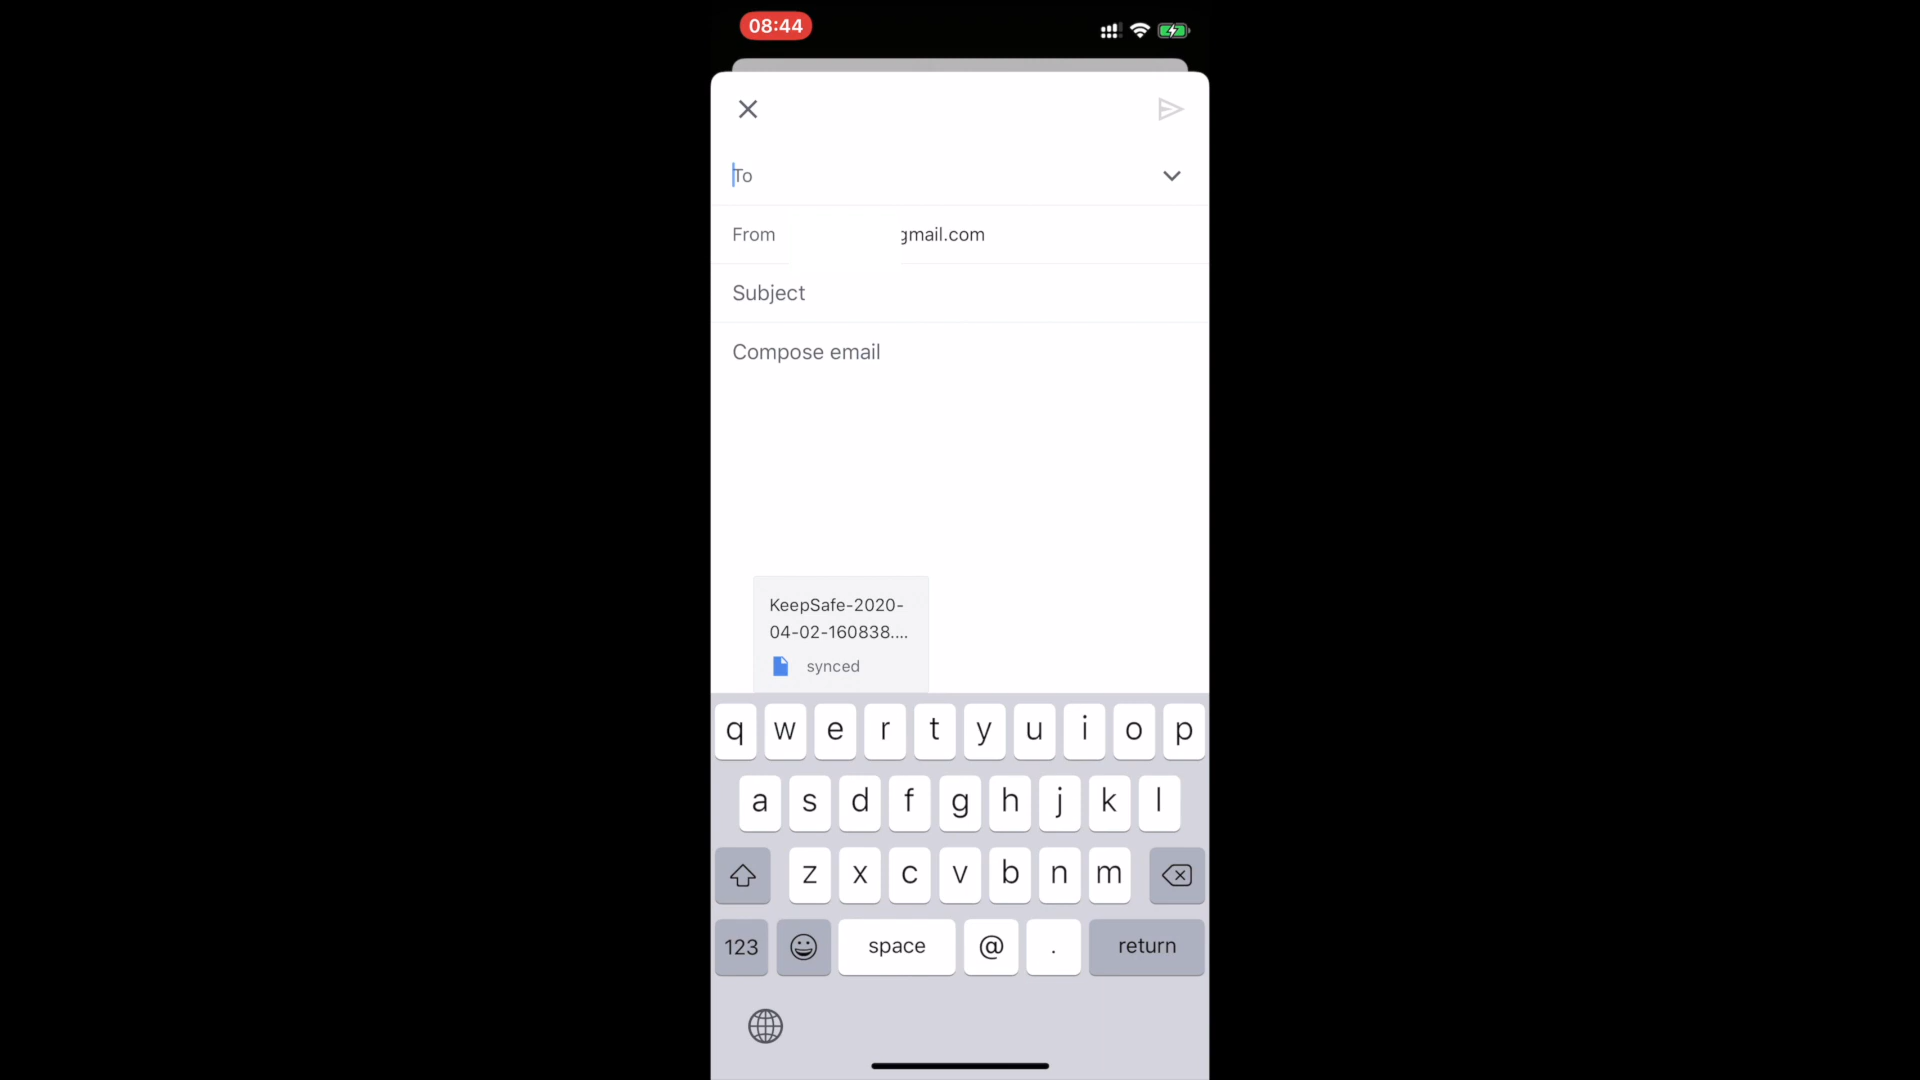 08:44
To
From gmail.com
Subject
Compose email
KeepSafe-2020-
04-02-160838....
synced
q w e r t y u i o p
a s d f g h j k l
z x c v b n m
123 space @ . return